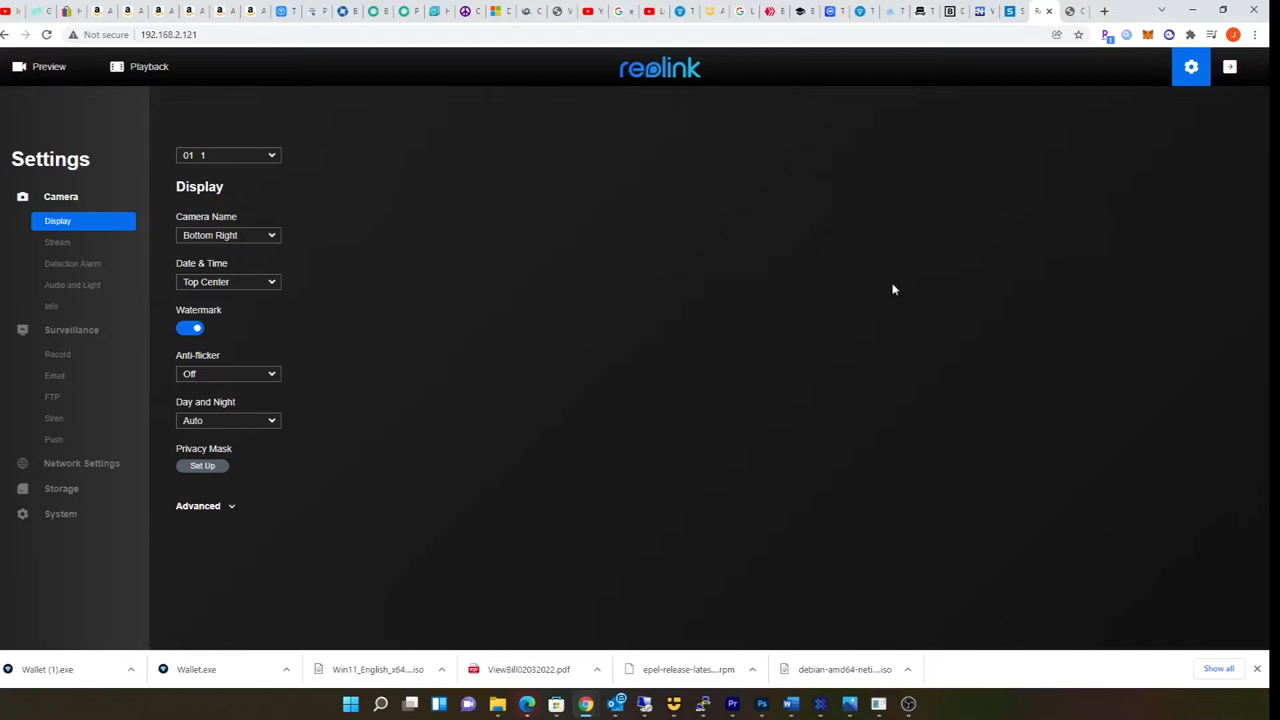 Not secure 192.168.2.121
Preview Playback reolink
Settings
Camera
Display
Stream
Detection Alarm
Audio and Light
Info
Surveillance
Record
Email
FTP
Siren
Push
Network Settings
Storage
System
01 1
Display
Camera Name
Bottom Right
Date & Time
Top Center
Watermark
Anti-flicker
Off
Day and Night
Auto
Privacy Mask
Set Up
Advanced
Wallet (1).exe Wallet.exe Win11_English_x64....iso ViewBill02032022.pdf epel-release-lates....rpm debian-amd64-neti....iso Show all